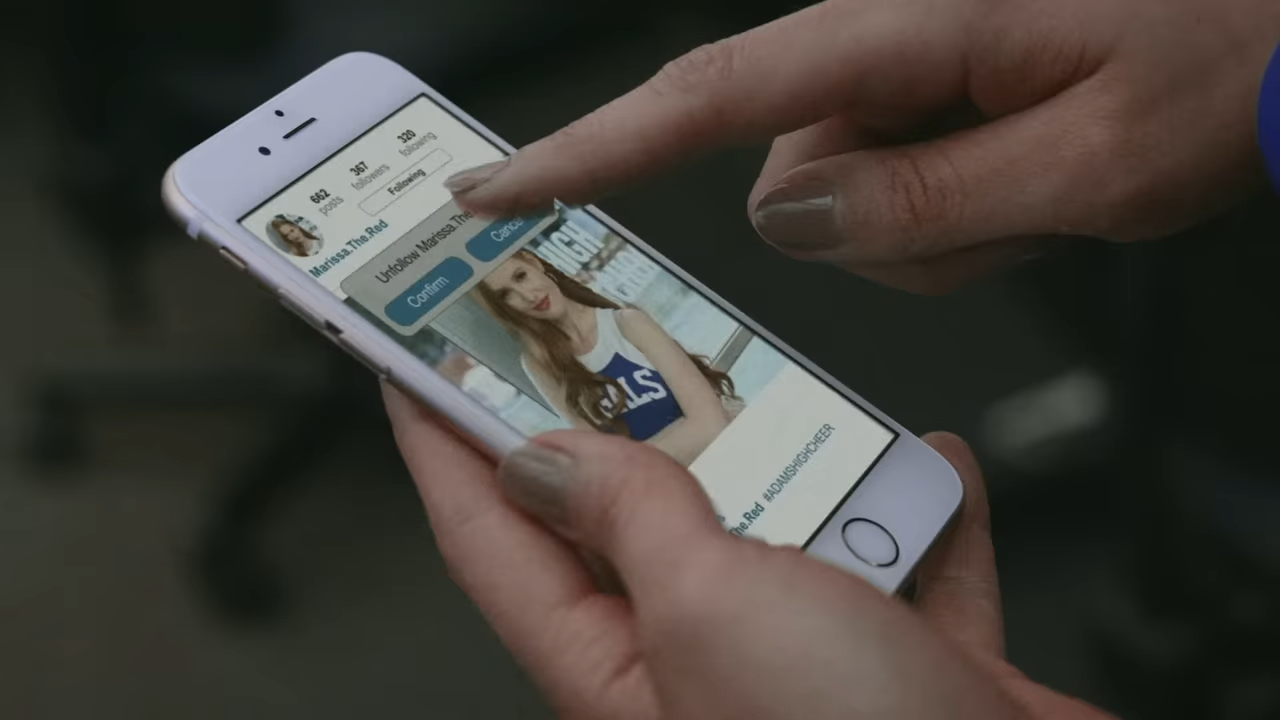 662 367 320
posts followers following
Following
Marissa.The.Red
Unfollow Marissa.The
Confirm Cancel
HIGH
The.Red #ADAMSHIGHCHEER